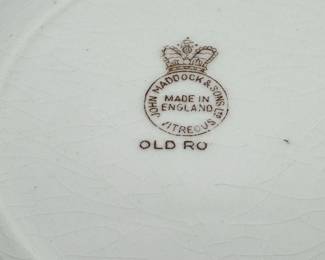 JOHN MADDOCK & SONS LTD
MADE IN
ENGLAND
VITREOUS
OLD RO